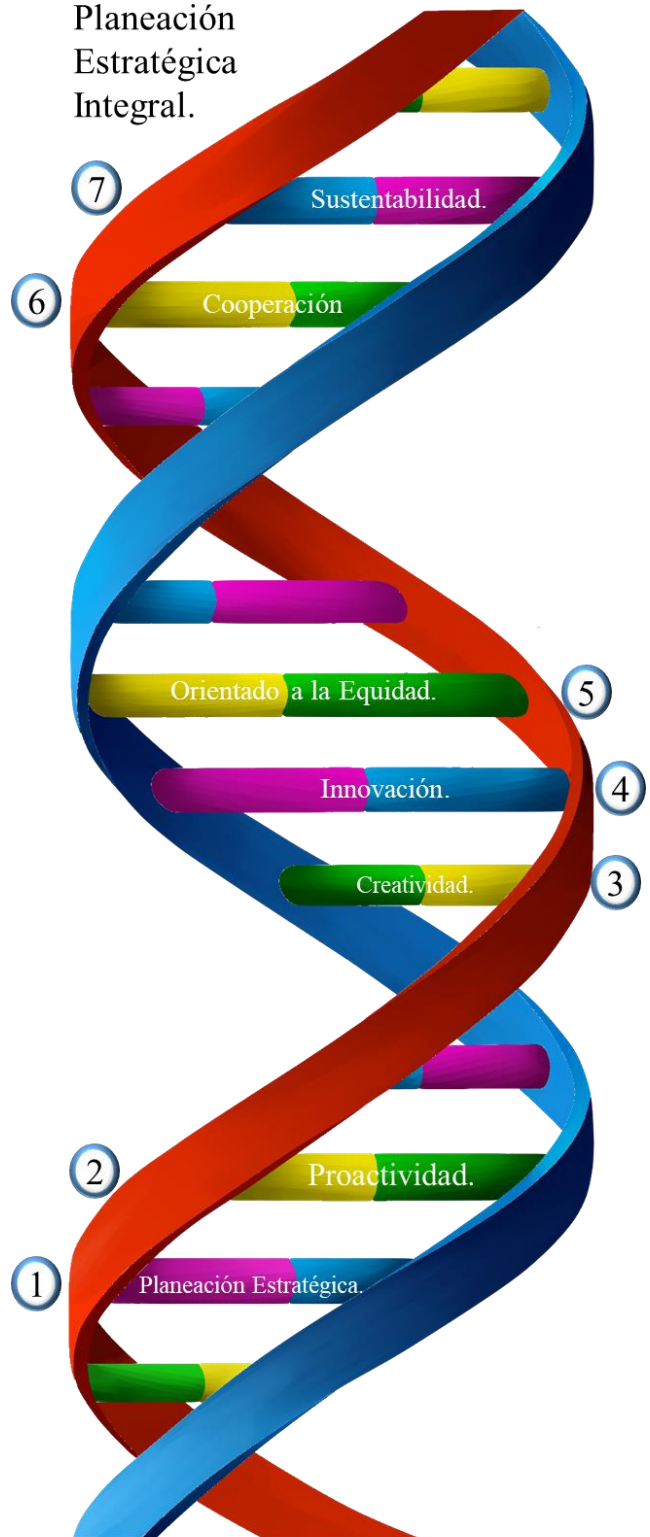 Planeación
Estratégica
Integral.
7
Sustentabilidad.
6
Cooperación
Orientado a la Equidad.
5
Innovación.
4
Creatividad.
3
2
Proactividad.
1
Planeación Estratégica.